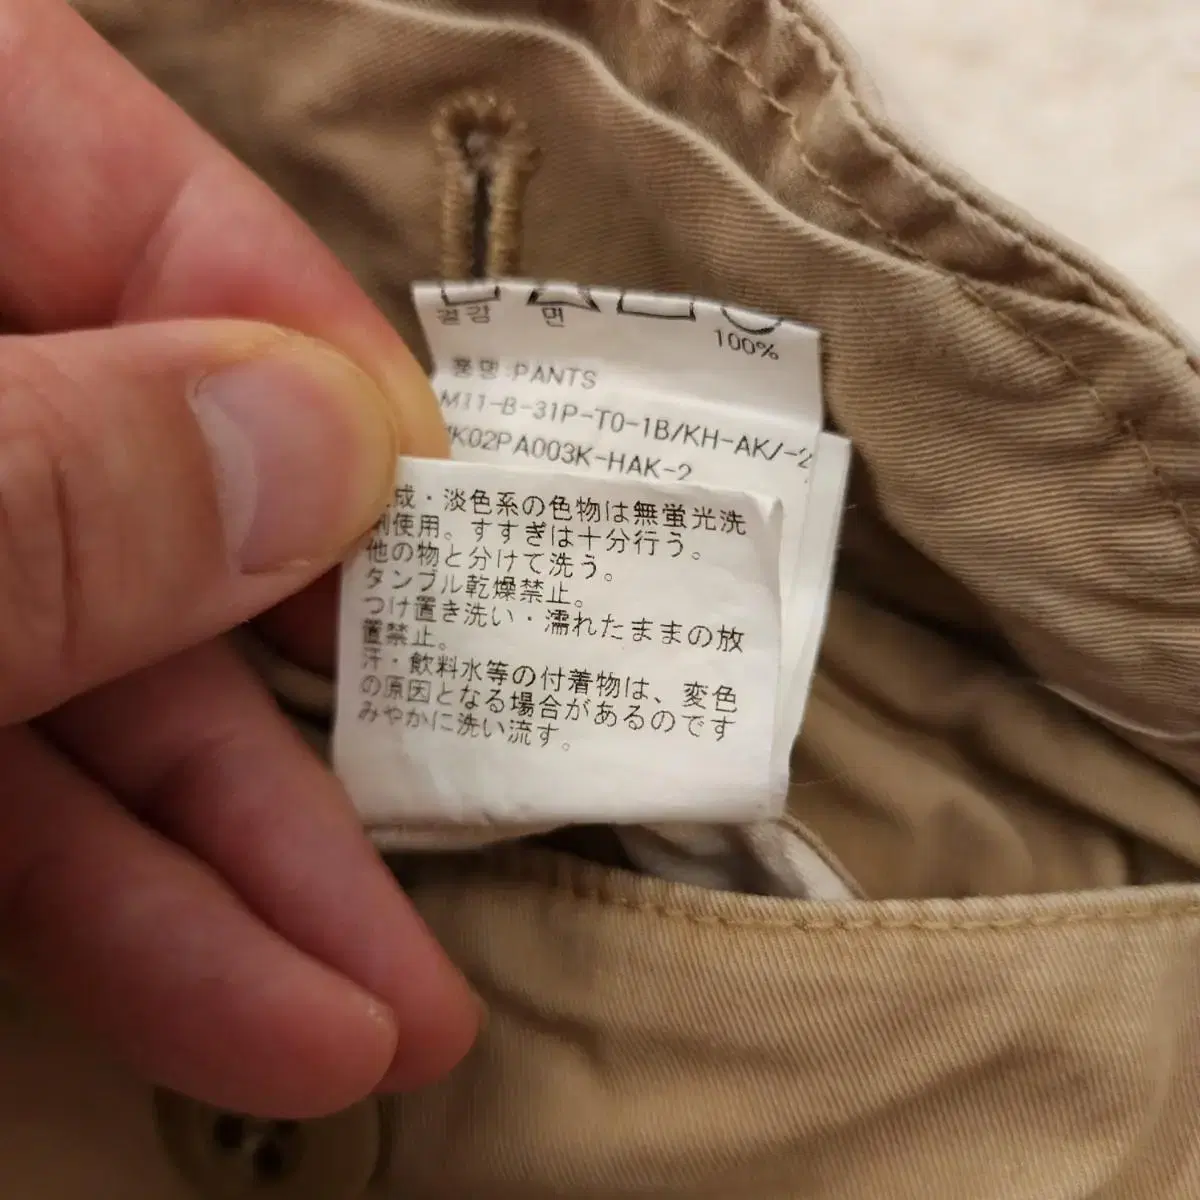 겉감 면 100%
품명:PANTS
M11-B-31P-T0-1B/KH-AK/-2
K02PA003K-HAK-2
成・淡色系の色物は無蛍光洗
剤使用。すすぎは十分行う。
他の物と分けて洗う。
タンブル乾燥禁止。
つけ置き洗い・濡れたままの放
置禁止。
汗・飲料水等の付着物は、変色
の原因となる場合があるのです
みやかに洗い流す。